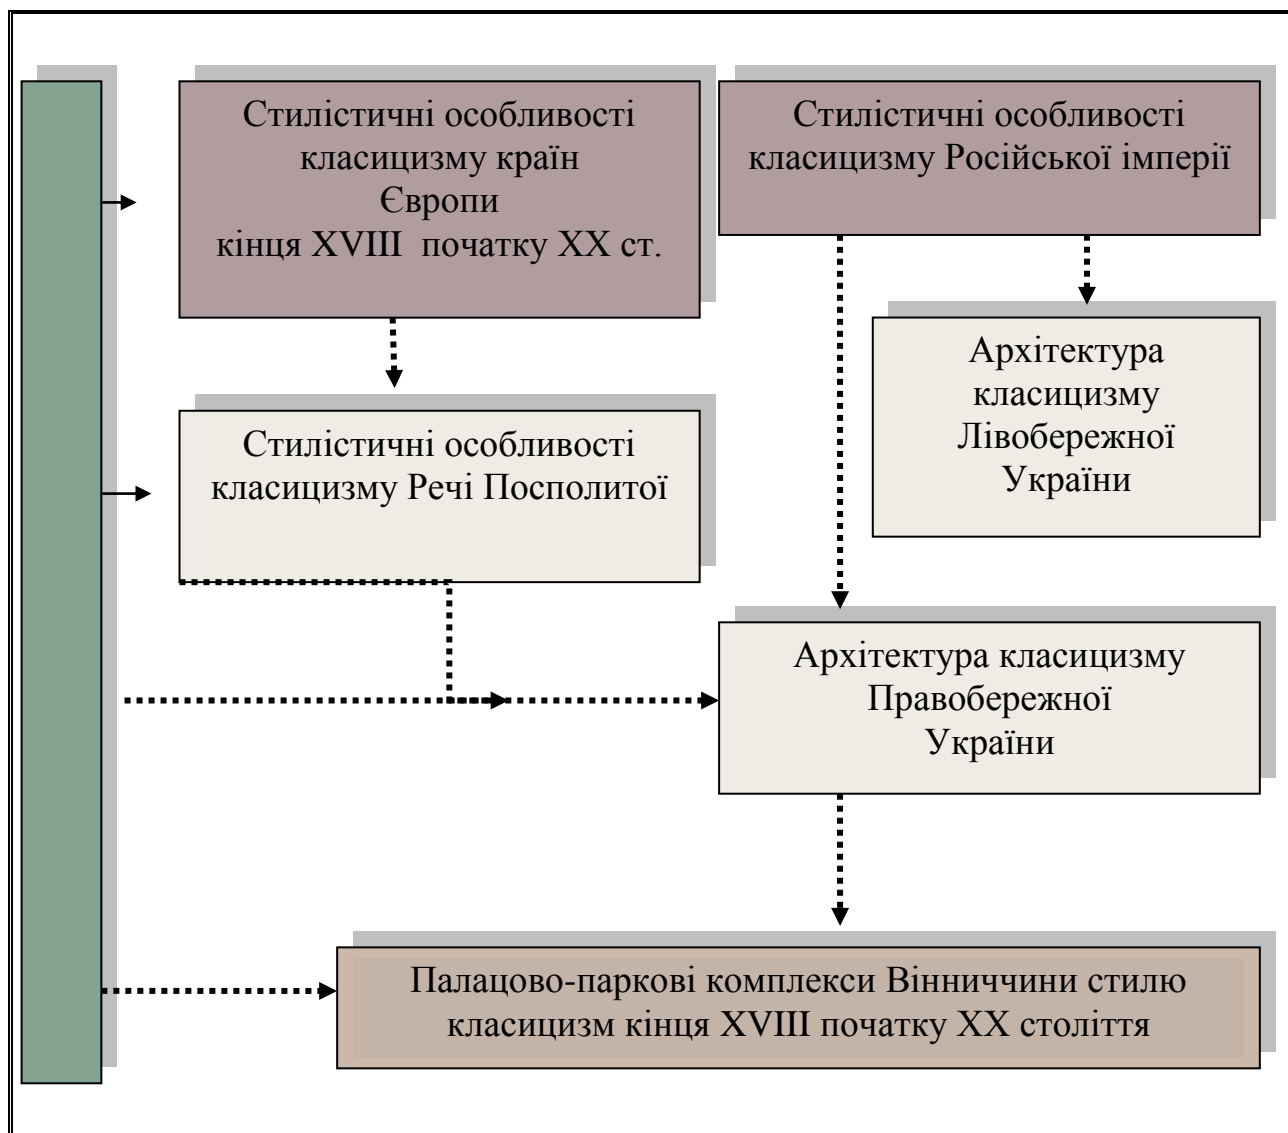 Стилістичні особливості
класицизму країн
Європи
кінця XVIII початку XX ст.
Стилістичні особливості
класицизму Російської імперії
Архітектура
класицизму
Лівобережної
України
Стилістичні особливості
класицизму Речі Посполитої
Архітектура класицизму
Правобережної
України
Палацово-паркові комплекси Вінниччини стилю
класицизм кінця XVIII початку XX століття